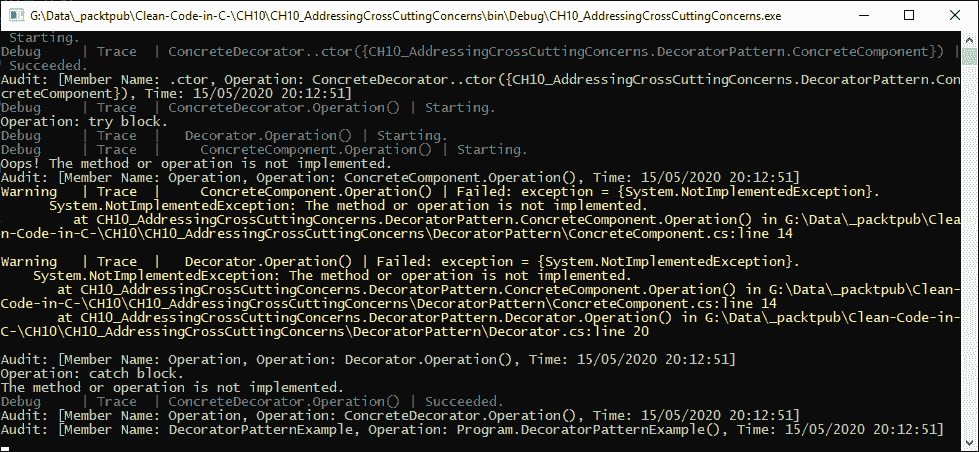 G:\Data\_packtpub\Clean-Code-in-C-\CH10\CH10_AddressingCrossCuttingConcerns\bin\Debug\CH10_AddressingCrossCuttingConcerns.exe
Starting.
Debug     | Trace  | ConcreteDecorator..ctor({CH10_AddressingCrossCuttingConcerns.DecoratorPattern.ConcreteComponent}) |
Succeeded.
Audit: [Member Name: .ctor, Operation: ConcreteDecorator..ctor({CH10_AddressingCrossCuttingConcerns.DecoratorPattern.Con
creteComponent}), Time: 15/05/2020 20:12:51]
Debug     | Trace  | ConcreteDecorator.Operation() | Starting.
Operation: try block.
Debug     | Trace  |   Decorator.Operation() | Starting.
Debug     | Trace  |     ConcreteComponent.Operation() | Starting.
Oops! The method or operation is not implemented.
Audit: [Member Name: Operation, Operation: ConcreteComponent.Operation(), Time: 15/05/2020 20:12:51]
Warning   | Trace  |     ConcreteComponent.Operation() | Failed: exception = {System.NotImplementedException}.
System.NotImplementedException: The method or operation is not implemented.
at CH10_AddressingCrossCuttingConcerns.DecoratorPattern.ConcreteComponent.Operation() in G:\Data\_packtpub\Clea
n-Code-in-C-\CH10\CH10_AddressingCrossCuttingConcerns\DecoratorPattern\ConcreteComponent.cs:line 14
Warning   | Trace  |   Decorator.Operation() | Failed: exception = {System.NotImplementedException}.
System.NotImplementedException: The method or operation is not implemented.
at CH10_AddressingCrossCuttingConcerns.DecoratorPattern.ConcreteComponent.Operation() in G:\Data\_packtpub\Clean-
Code-in-C-\CH10\CH10_AddressingCrossCuttingConcerns\DecoratorPattern\ConcreteComponent.cs:line 14
at CH10_AddressingCrossCuttingConcerns.DecoratorPattern.Decorator.Operation() in G:\Data\_packtpub\Clean-Code-in-
C-\CH10\CH10_AddressingCrossCuttingConcerns\DecoratorPattern\Decorator.cs:line 20
Audit: [Member Name: Operation, Operation: Decorator.Operation(), Time: 15/05/2020 20:12:51]
Operation: catch block.
The method or operation is not implemented.
Debug     | Trace  | ConcreteDecorator.Operation() | Succeeded.
Audit: [Member Name: Operation, Operation: ConcreteDecorator.Operation(), Time: 15/05/2020 20:12:51]
Audit: [Member Name: DecoratorPatternExample, Operation: Program.DecoratorPatternExample(), Time: 15/05/2020 20:12:51]